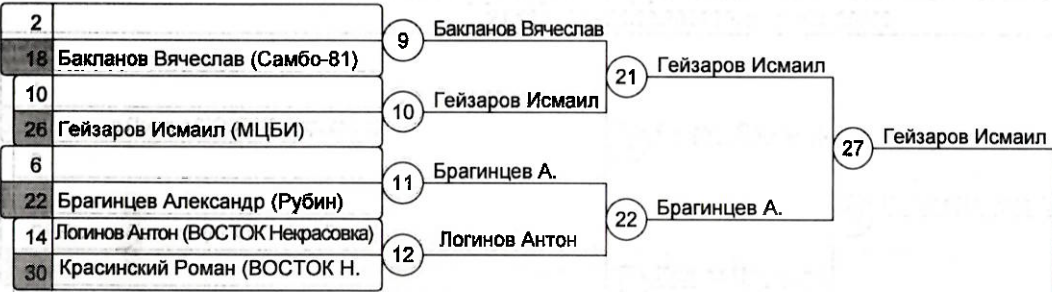 2
18 Бакланов Вячеслав (Самбо-81)
10
26 Гейзаров Исмаил (МЦБИ)
6
22 Брагинцев Александр (Рубин)
14 Логинов Антон (ВОСТОК Некрасовка)
30 Красинский Роман (ВОСТОК Н.
9 Бакланов Вячеслав
10 Гейзаров Исмаил
11 Брагинцев А.
12 Логинов Антон
21 Гейзаров Исмаил
22 Брагинцев А.
27 Гейзаров Исмаил